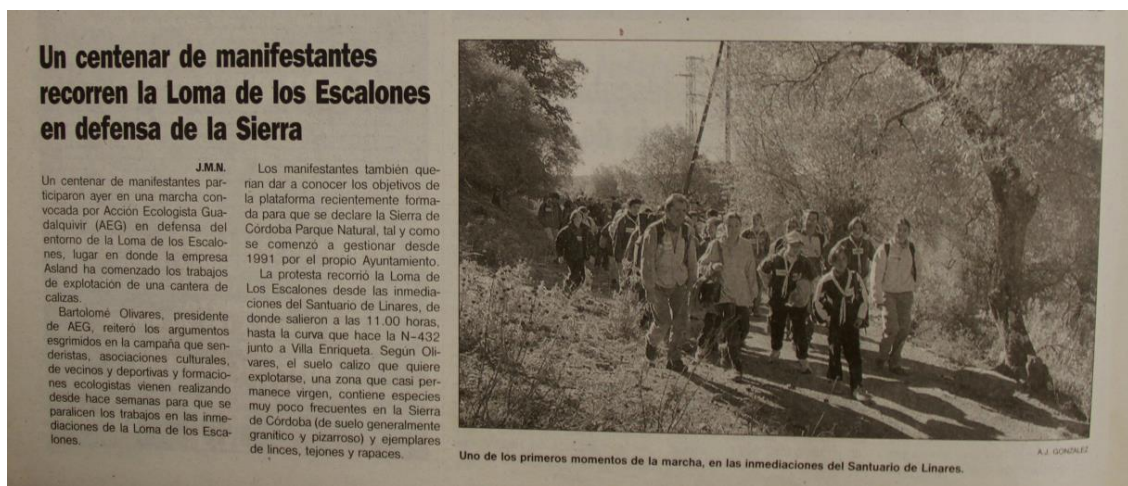 Un centenar de manifestantes
recorren la Loma de los Escalones
en defensa de la Sierra
J.M.N.
Un centenar de manifestantes par-
ticiparon ayer en una marcha con-
vocada por Acción Ecologista Gua-
dalquivir (AEG) en defensa del
entorno de la Loma de los Escalo-
nes, lugar en donde la empresa
Asland ha comenzado los trabajos
de explotación de una cantera de
calizas.
Bartolomé Olivares, presidente
de AEG, reiteró los argumentos
esgrimidos en la campaña que sen-
deristas, asociaciones culturales,
de vecinos y deportivas y formacio-
nes ecologistas vienen realizando
desde hace semanas para que se
paralicen los trabajos en las inme-
diaciones de la Loma de los Esca-
lones.
Los manifestantes también que-
rian dar a conocer los objetivos de
la plataforma recientemente forma-
da para que se declare la Sierra de
Córdoba Parque Natural, tal y como
se comenzó a gestionar desde
1991 por el propio Ayuntamiento.
La protesta recorrió la Loma de
Los Escalones desde las inmedia-
ciones del Santuario de Linares, de
donde salieron a las 11.00 horas,
hasta la curva que hace la N-432
junto a Villa Enriqueta. Según Oli-
vares, el suelo calizo que quiere
explotarse, una zona que casi per-
manece virgen, contiene especies
muy poco frecuentes en la Sierra
de Córdoba (de suelo generalmente
granítico y pizarroso) y ejemplares
de linces, tejones y rapaces.
A.J. GONZALEZ
Uno de los primeros momentos de la marcha, en las inmediaciones del Santuario de Linares.